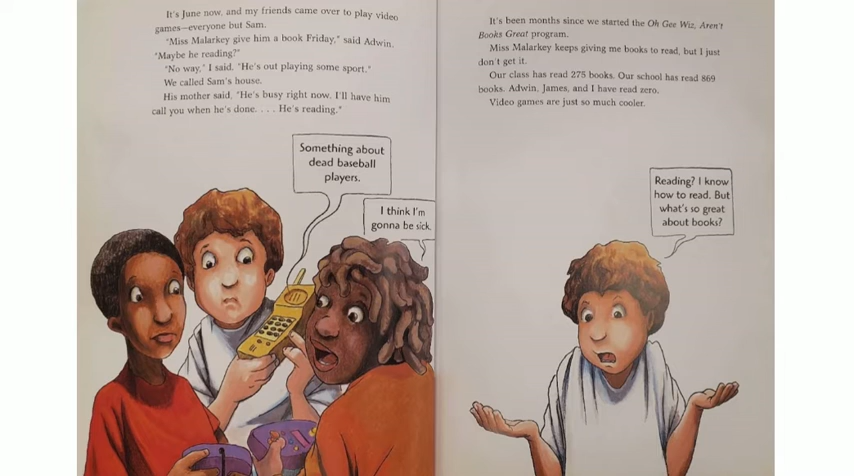 It's June now, and my friends came over to play video
games—everyone but Sam.
"Miss Malarkey give him a book Friday," said Adwin.
"Maybe he reading?"
"No way," I said. "He's out playing some sport."
We called Sam's house.
His mother said, "He's busy right now. I'll have him
call you when he's done. . . . He's reading."
Something about
dead baseball
players.
I think I'm
gonna be sick.
It's been months since we started the Oh Gee Wiz, Aren't
Books Great program.
Miss Malarkey keeps giving me books to read, but I just
don't get it.
Our class has read 275 books. Our school has read 869
books. Adwin, James, and I have read zero.
Video games are just so much cooler.
Reading? I know
how to read. But
what's so great
about books?